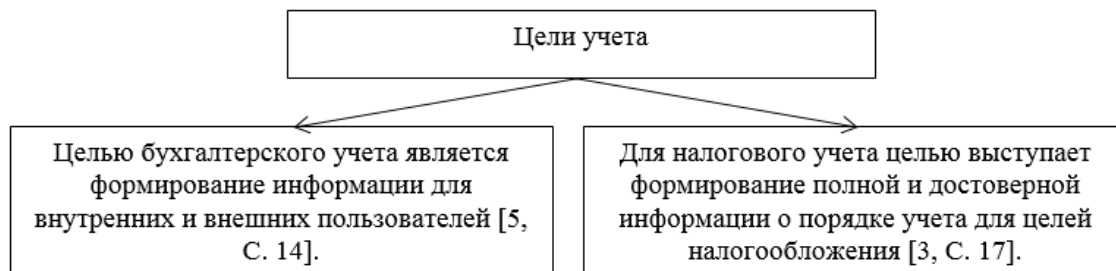 Цели учета
Целью бухгалтерского учета является
формирование информации для
внутренних и внешних пользователей [5,
С. 14].
Для налогового учета целью выступает
формирование полной и достоверной
информации о порядке учета для целей
налогообложения [3, С. 17].